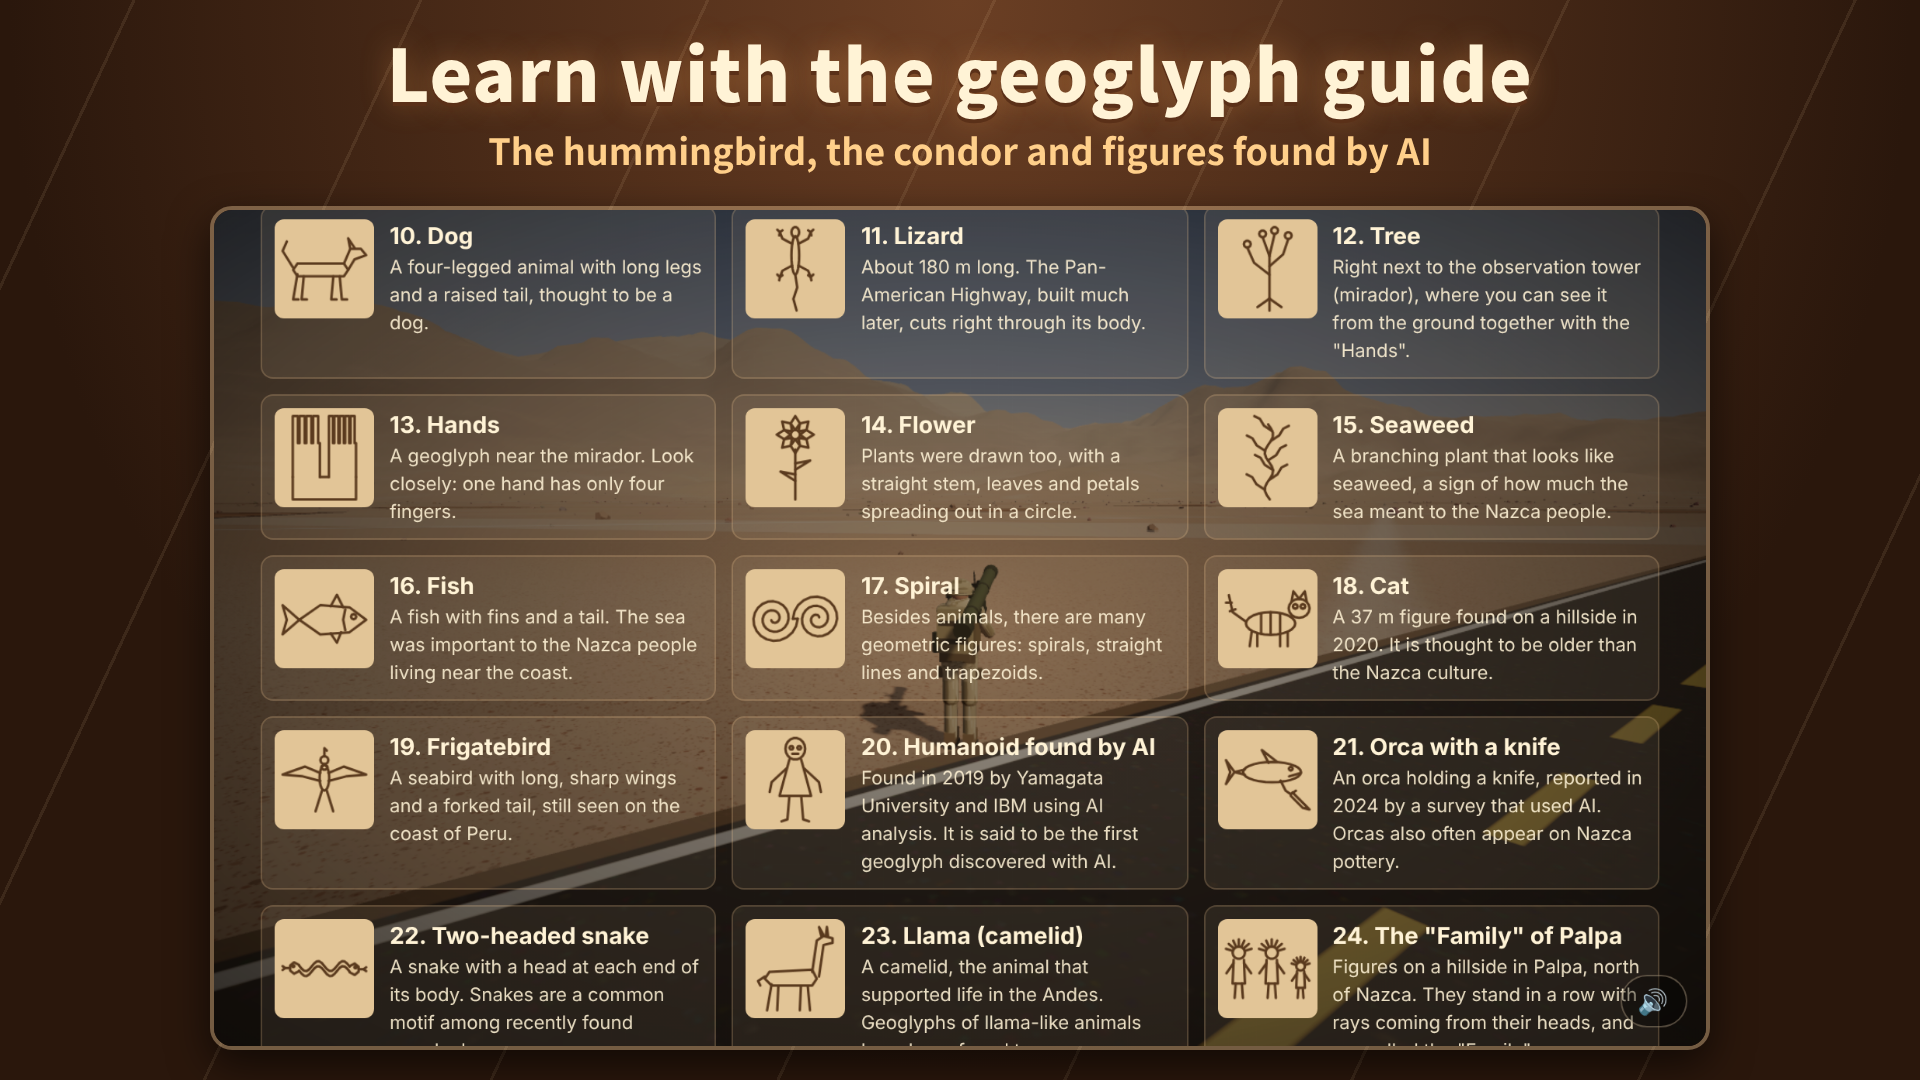 Learn with the geoglyph guide
The hummingbird, the condor and figures found by AI
10. Dog
A four-legged animal with long legs
and a raised tail, thought to be a
dog.
11. Lizard
About 180 m long. The Pan-
American Highway, built much
later, cuts right through its body.
12. Tree
Right next to the observation tower
(mirador), where you can see it
from the ground together with the
"Hands".
13. Hands
A geoglyph near the mirador. Look
closely: one hand has only four
fingers.
14. Flower
Plants were drawn too, with a
straight stem, leaves and petals
spreading out in a circle.
15. Seaweed
A branching plant that looks like
seaweed, a sign of how much the
sea meant to the Nazca people.
16. Fish
A fish with fins and a tail. The sea
was important to the Nazca people
living near the coast.
17. Spiral
Besides animals, there are many
geometric figures: spirals, straight
lines and trapezoids.
18. Cat
A 37 m figure found on a hillside in
2020. It is thought to be older than
the Nazca culture.
19. Frigatebird
A seabird with long, sharp wings
and a forked tail, still seen on the
coast of Peru.
20. Humanoid found by AI
Found in 2019 by Yamagata
University and IBM using AI
analysis. It is said to be the first
geoglyph discovered with AI.
21. Orca with a knife
An orca holding a knife, reported in
2024 by a survey that used AI.
Orcas also often appear on Nazca
pottery.
22. Two-headed snake
A snake with a head at each end of
its body. Snakes are a common
motif among recently found
23. Llama (camelid)
A camelid, the animal that
supported life in the Andes.
Geoglyphs of llama-like animals
24. The "Family" of Palpa
Figures on a hillside in Palpa, north
of Nazca. They stand in a row with
rays coming from their heads, and